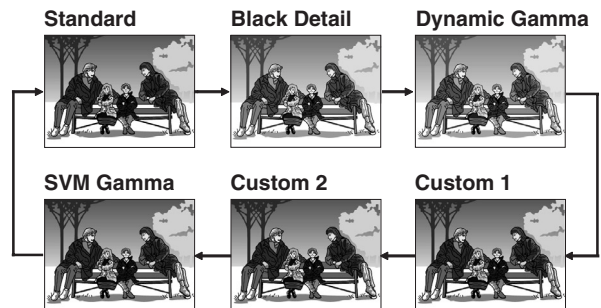 Standard
Black Detail
Dynamic Gamma
SVM Gamma
Custom 2
Custom 1